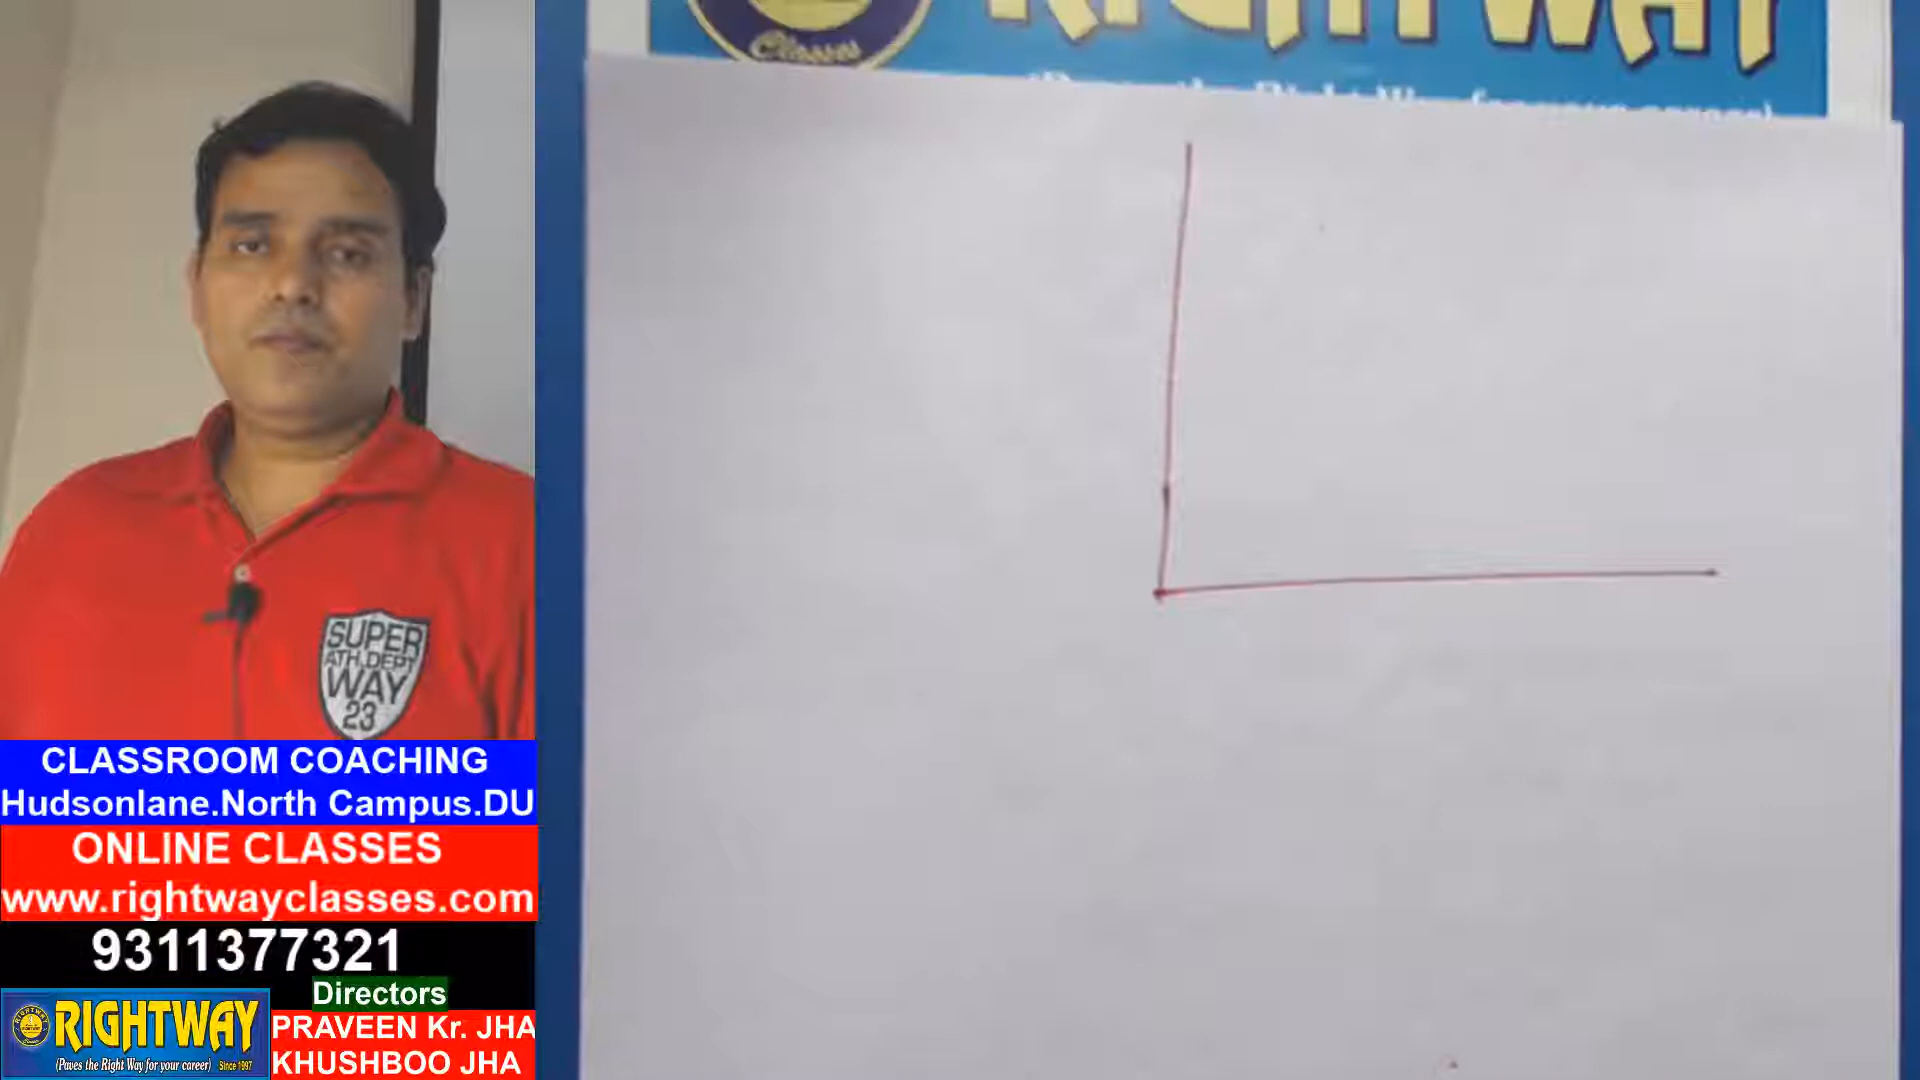 Classes
RIGHTWAY
SUPER
ATH.DEPT
WAY
23
CLASSROOM COACHING
Hudsonlane.North Campus.DU
ONLINE CLASSES
www.rightwayclasses.com
9311377321
Directors
RIGHTWAY
(Paves the Right Way for your career) Since 1997
PRAVEEN Kr. JHA
KHUSHBOO JHA